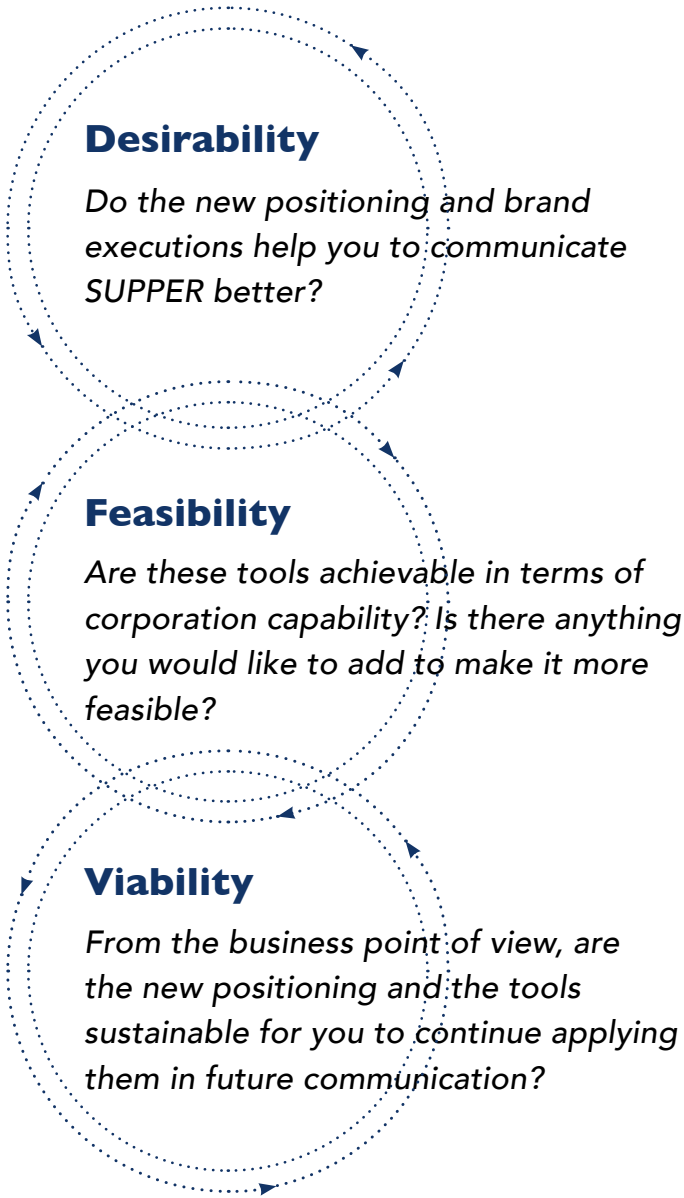 Desirability
Do the new positioning and brand
executions help you to communicate
SUPPER better?
Feasibility
Are these tools achievable in terms of
corporation capability? Is there anything
you would like to add to make it more
feasible?
Viability
From the business point of view, are
the new positioning and the tools
sustainable for you to continue applying
them in future communication?